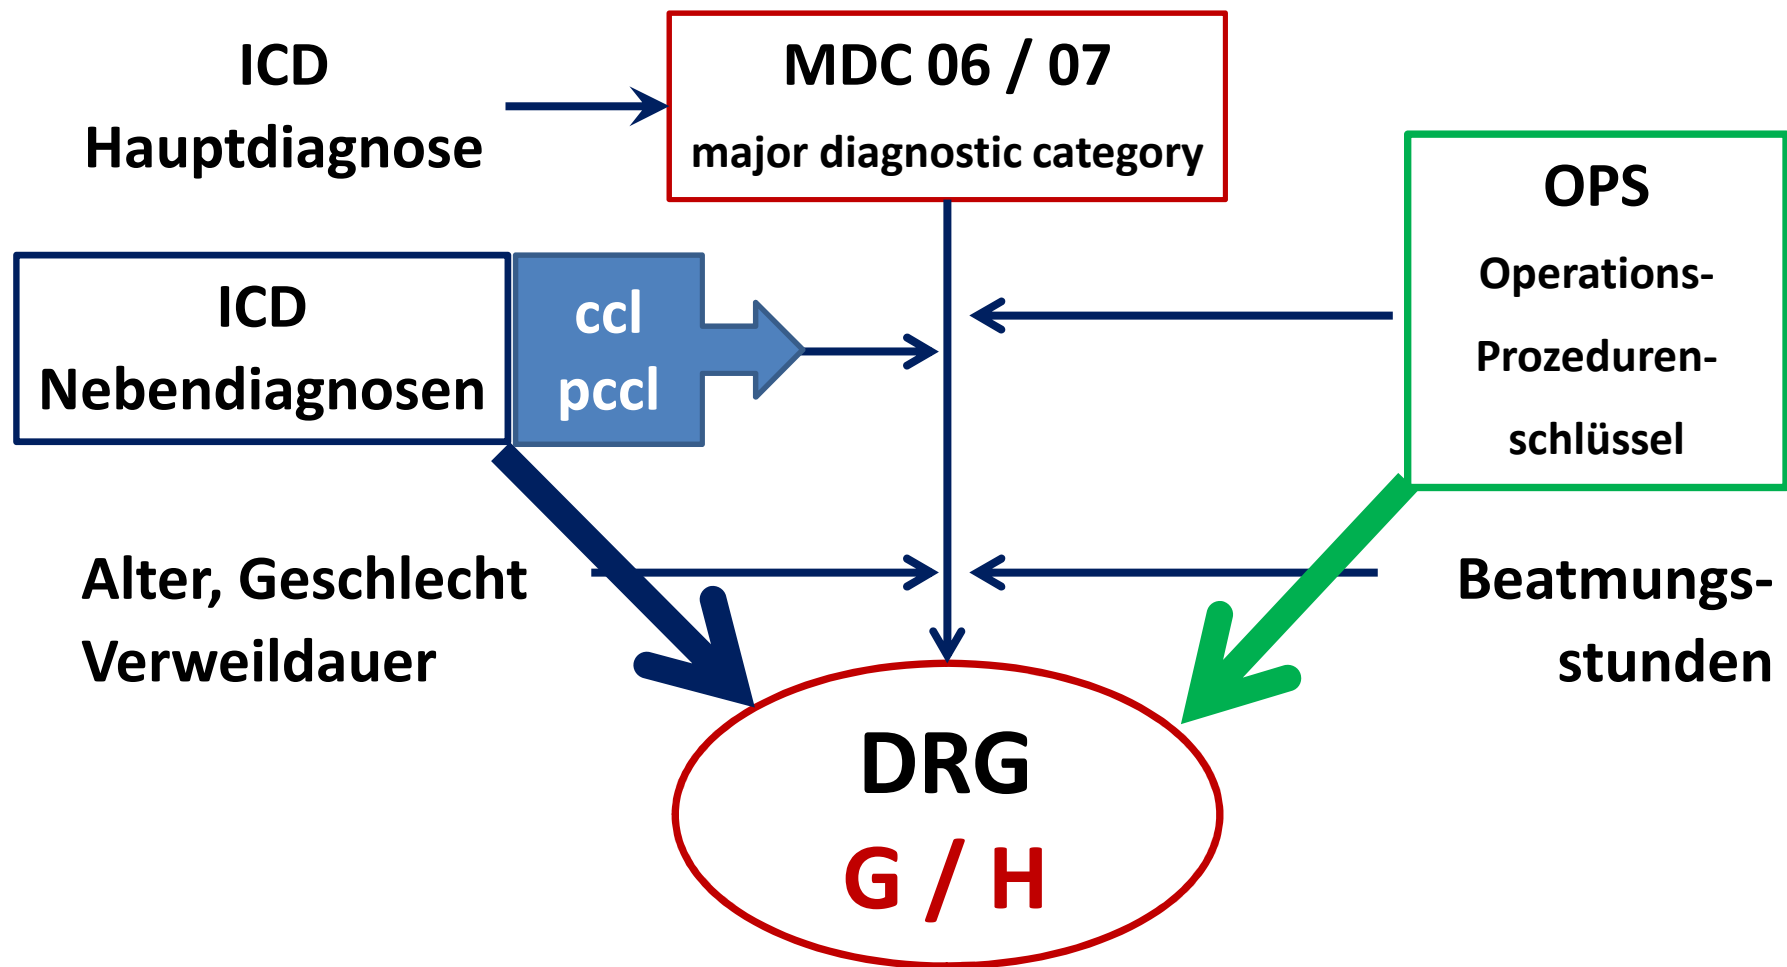 ICD
Hauptdiagnose
MDC 06 / 07
major diagnostic category
OPS
Operations-
Prozeduren-
schlüssel
ICD
Nebendiagnosen
ccl
pccl
Alter, Geschlecht
Verweildauer
Beatmungs-
stunden
DRG
G / H